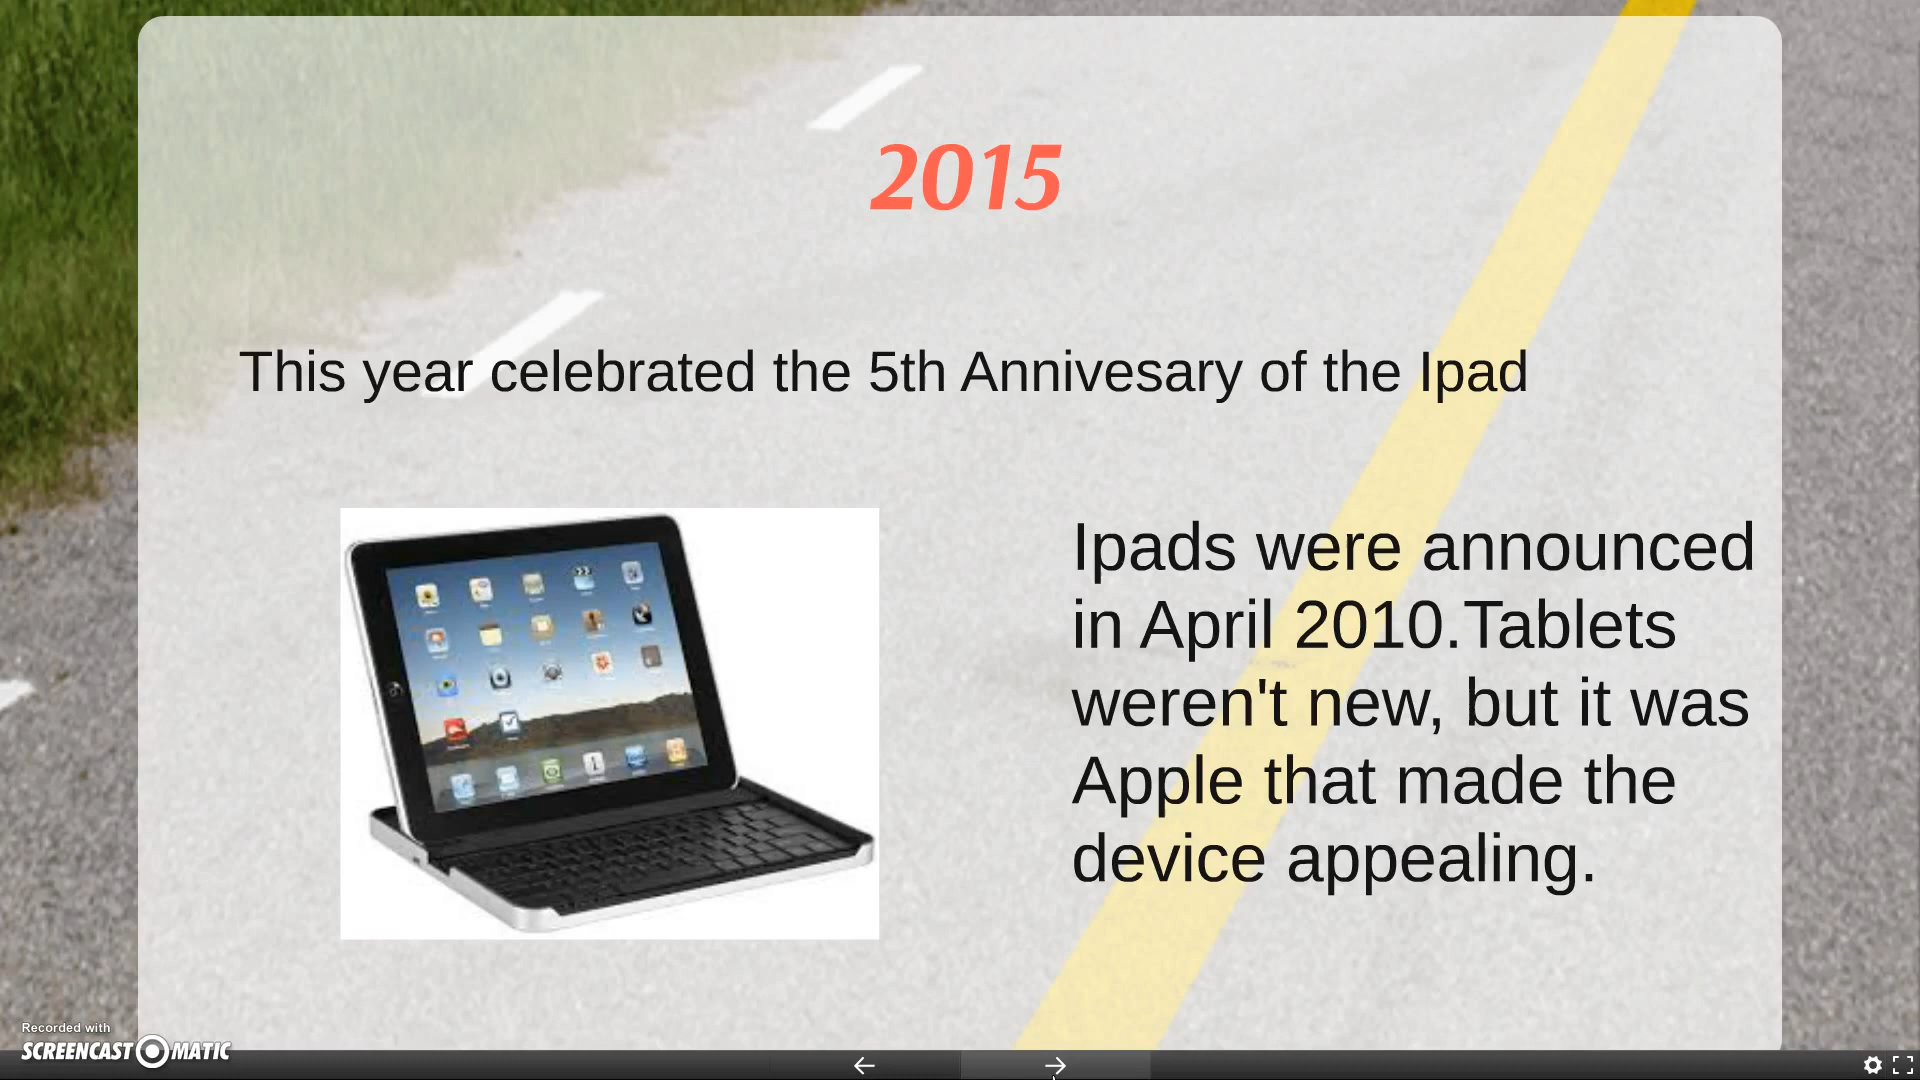 2015
This year celebrated the 5th Annivesary of the Ipad
Ipads were announced
in April 2010.Tablets
weren't new, but it was
Apple that made the
device appealing.
Recorded with
SCREENCAST MATIC